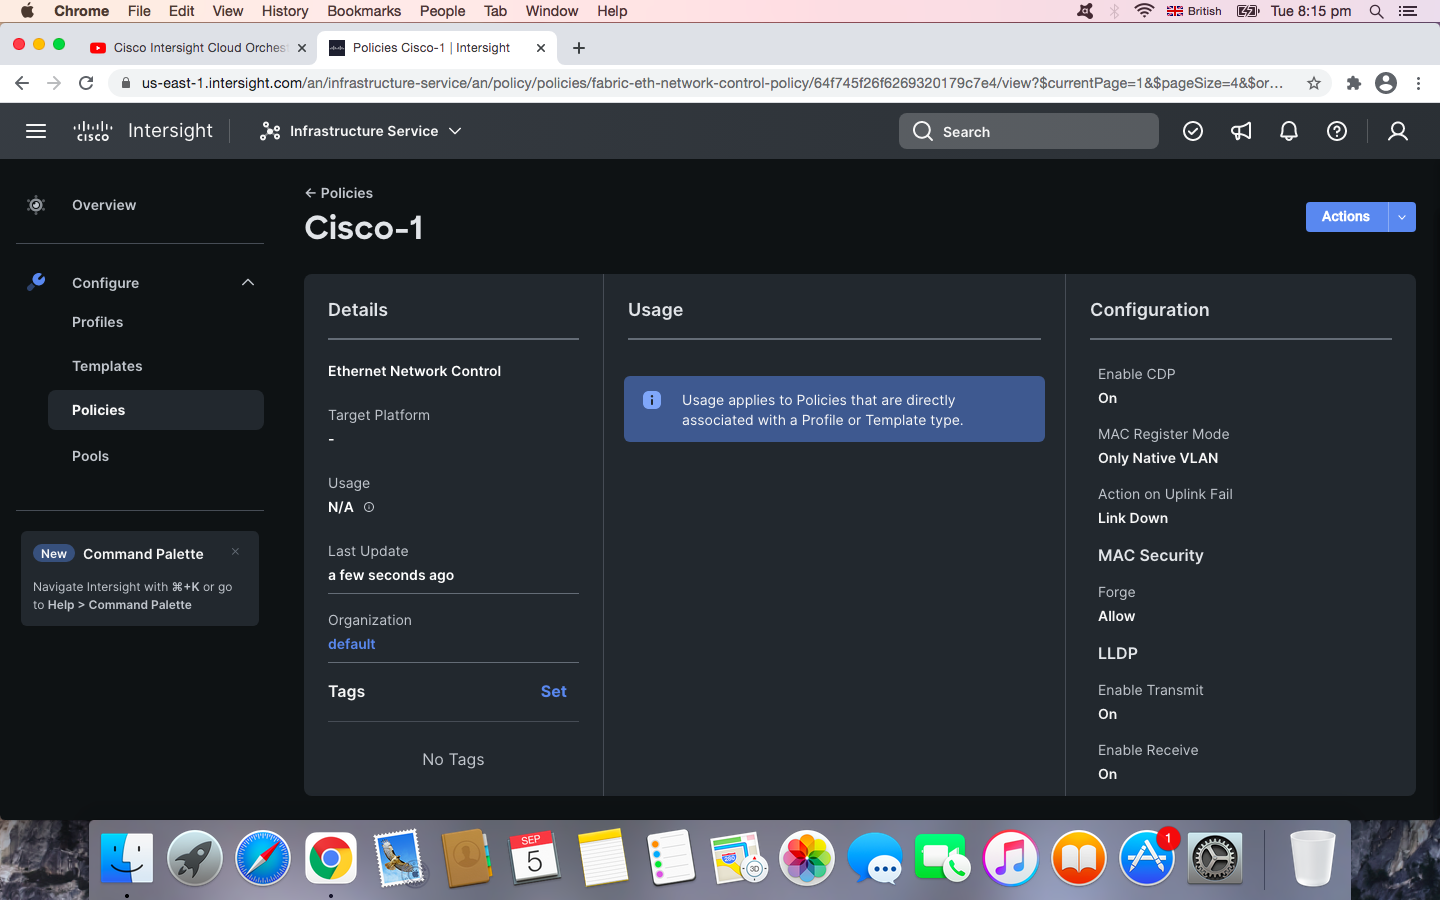 Chrome File Edit View History Bookmarks People Tab Window Help British Tue 8:15 pm
Cisco Intersight Cloud Orchest
Policies Cisco-1 | Intersight
us-east-1.intersight.com/an/infrastructure-service/an/policy/policies/fabric-eth-network-control-policy/64f745f26f6269320179c7e4/view?$currentPage=1&$pageSize=4&$or...
CISCO Intersight
Infrastructure Service
Search
Overview
Configure
Profiles
Templates
Policies
Pools
New Command Palette
Navigate Intersight with ⌘+K or go
to Help > Command Palette
← Policies
Cisco-1
Actions
Details
Ethernet Network Control
Target Platform
-
Usage
N/A
Last Update
a few seconds ago
Organization
default
Tags
Set
No Tags
Usage
Usage applies to Policies that are directly
associated with a Profile or Template type.
Configuration
Enable CDP
On
MAC Register Mode
Only Native VLAN
Action on Uplink Fail
Link Down
MAC Security
Forge
Allow
LLDP
Enable Transmit
On
Enable Receive
On
SEP
5
280
3D
1